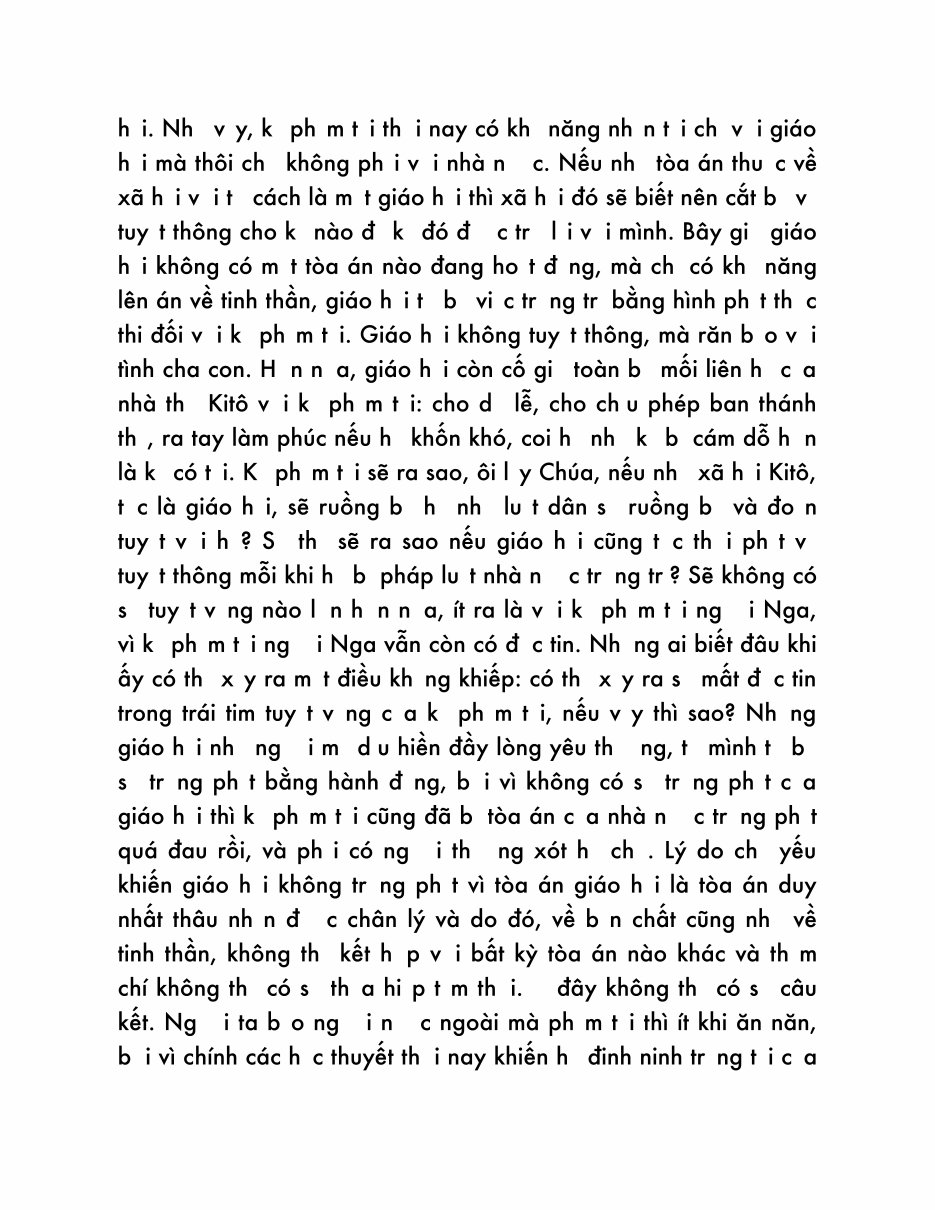 h i. Nh v y, k ph m t i th i nay có kh năng nh n t i ch v i giáo
h i mà thôi ch không ph i v i nhà n c. Nếu nh tòa án thu c về
xã h i v i t cách là m t giáo h i thì xã h i đó sẽ biết nên cắt b v
tuy t thông cho k nào đ k đó đ c tr l i v i mình. Bây gi giáo
h i không có m t tòa án nào đang ho t đ ng, mà ch có kh năng
lên án về tinh thần, giáo h i t b vi c tr ng tr bằng hình ph t th c
thi đối v i k ph m t i. Giáo h i không tuy t thông, mà răn b o v i
tình cha con. H n n a, giáo h i còn cố gi toàn b mối liên h c a
nhà th Kitô v i k ph m t i: cho d lễ, cho ch u phép ban thánh
th , ra tay làm phúc nếu h khốn khó, coi h nh k b cám dỗ h n
là k có t i. K ph m t i sẽ ra sao, ôi l y Chúa, nếu nh xã h i Kitô,
t c là giáo h i, sẽ ruồng b h nh lu t dân s ruồng b và đo n
tuy t v i h ? S th sẽ ra sao nếu giáo h i cũng t c th i ph t v
tuy t thông mỗi khi h b pháp lu t nhà n c tr ng tr ? Sẽ không có
s tuy t v ng nào l n h n n a, ít ra là v i k ph m t i ng i Nga,
vì k ph m t i ng i Nga vẫn còn có đ c tin. Nh ng ai biết đâu khi
ấy có th x y ra m t điều kh ng khiếp: có th x y ra s mất đ c tin
trong trái tim tuy t v ng c a k ph m t i, nếu v y thì sao? Nh ng
giáo h i nh ng i m d u hiền đầy lòng yêu th ng, t mình t b
s tr ng ph t bằng hành đ ng, b i vì không có s tr ng ph t c a
giáo h i thì k ph m t i cũng đã b tòa án c a nhà n c tr ng ph t
quá đau rồi, và ph i có ng i th ng xót h ch . Lý do ch yếu
khiến giáo h i không tr ng ph t vì tòa án giáo h i là tòa án duy
nhất thâu nh n đ c chân lý và do đó, về b n chất cũng nh về
tinh thần, không th kết h p v i bất kỳ tòa án nào khác và th m
chí không th có s th a hi p t m th i. đây không th có s câu
kết. Ng i ta b o ng i n c ngoài mà ph m t i thì ít khi ăn năn,
b i vì chính các h c thuyết th i nay khiến h đinh ninh tr ng t i c a